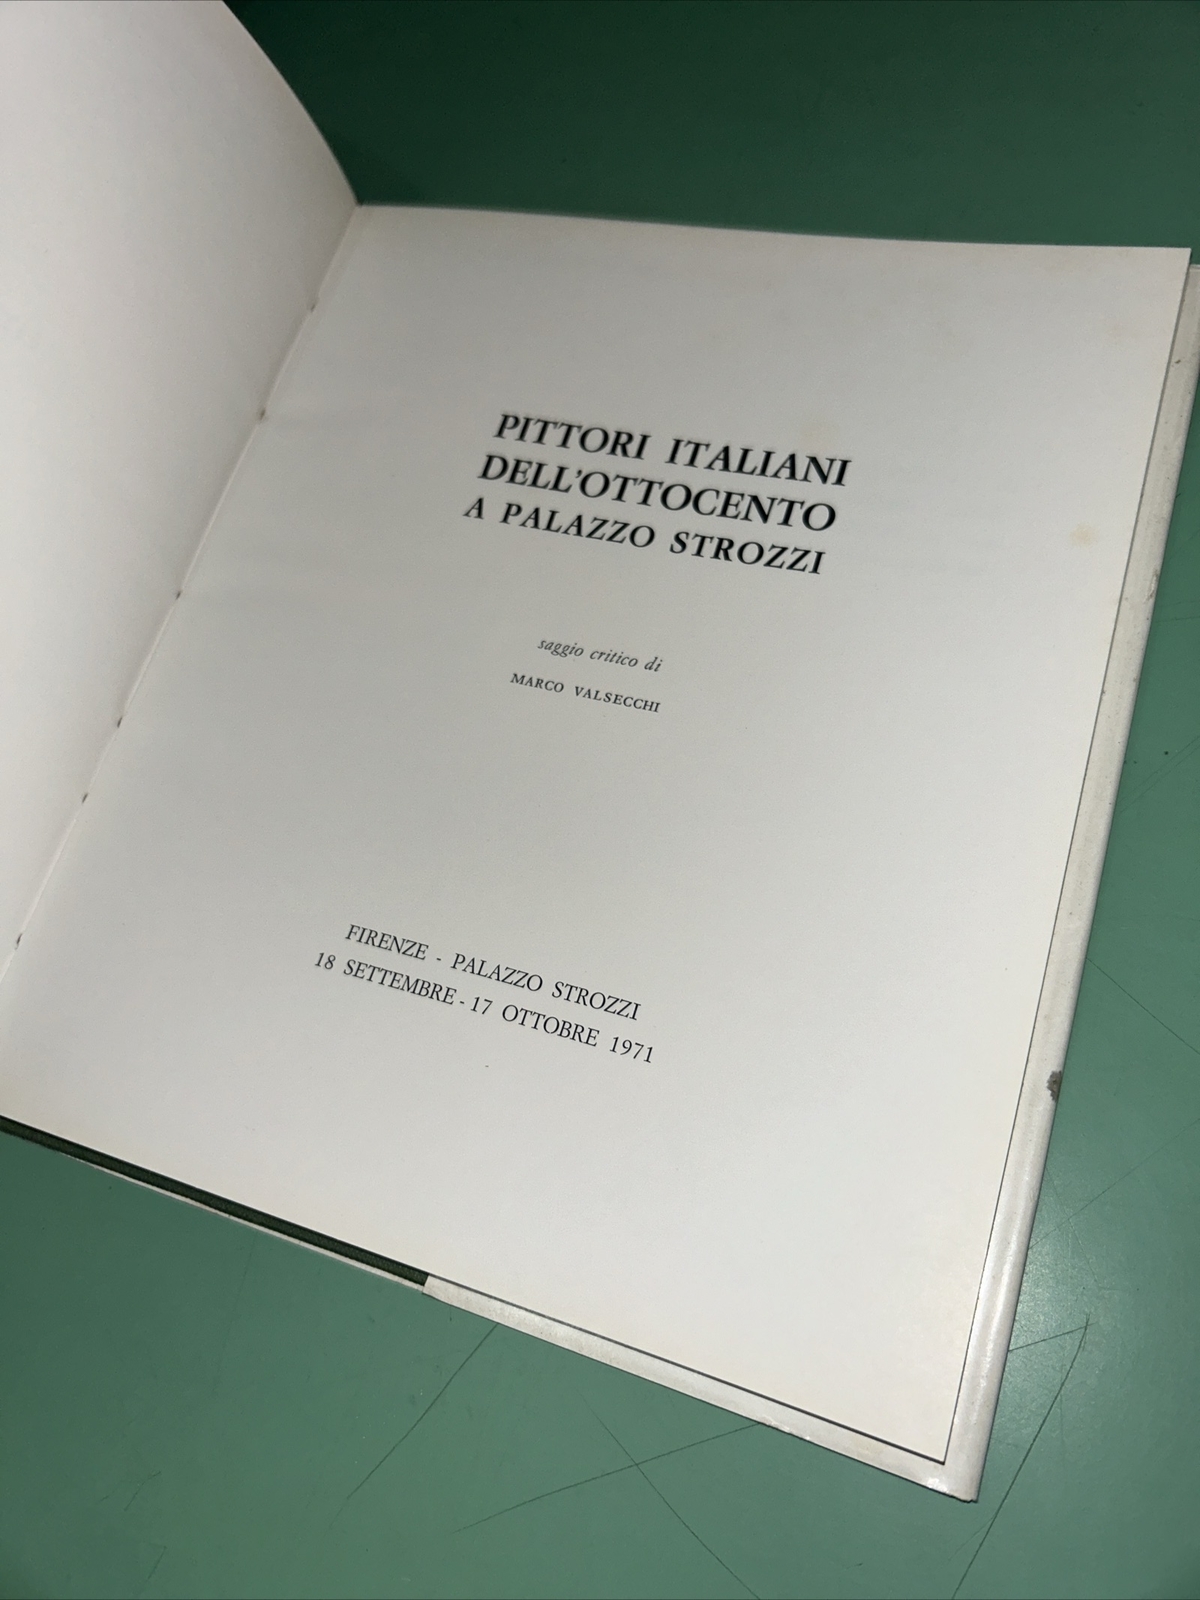 PITTORI ITALIANI
DELL'OTTOCENTO
A PALAZZO STROZZI
saggio critico di
MARCO VALSECCHI
FIRENZE - PALAZZO STROZZI
18 SETTEMBRE - 17 OTTOBRE 1971